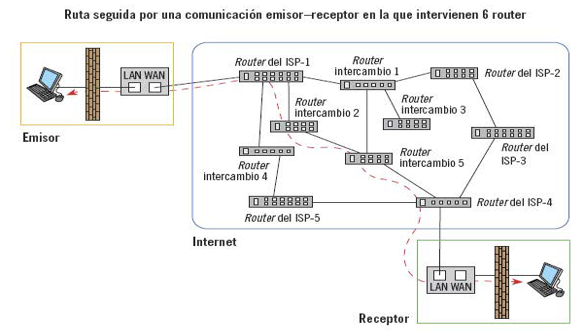 Ruta seguida por una comunicación emisor–receptor en la que intervienen 6 router
LAN WAN
Emisor
Router del ISP-1
Router
intercambio 1
Router del ISP-2
Router
intercambio 2
Router
intercambio 3
Router del
ISP-3
Router
intercambio 4
Router
intercambio 5
Router del ISP-5
Router del ISP-4
Internet
LAN WAN
Receptor